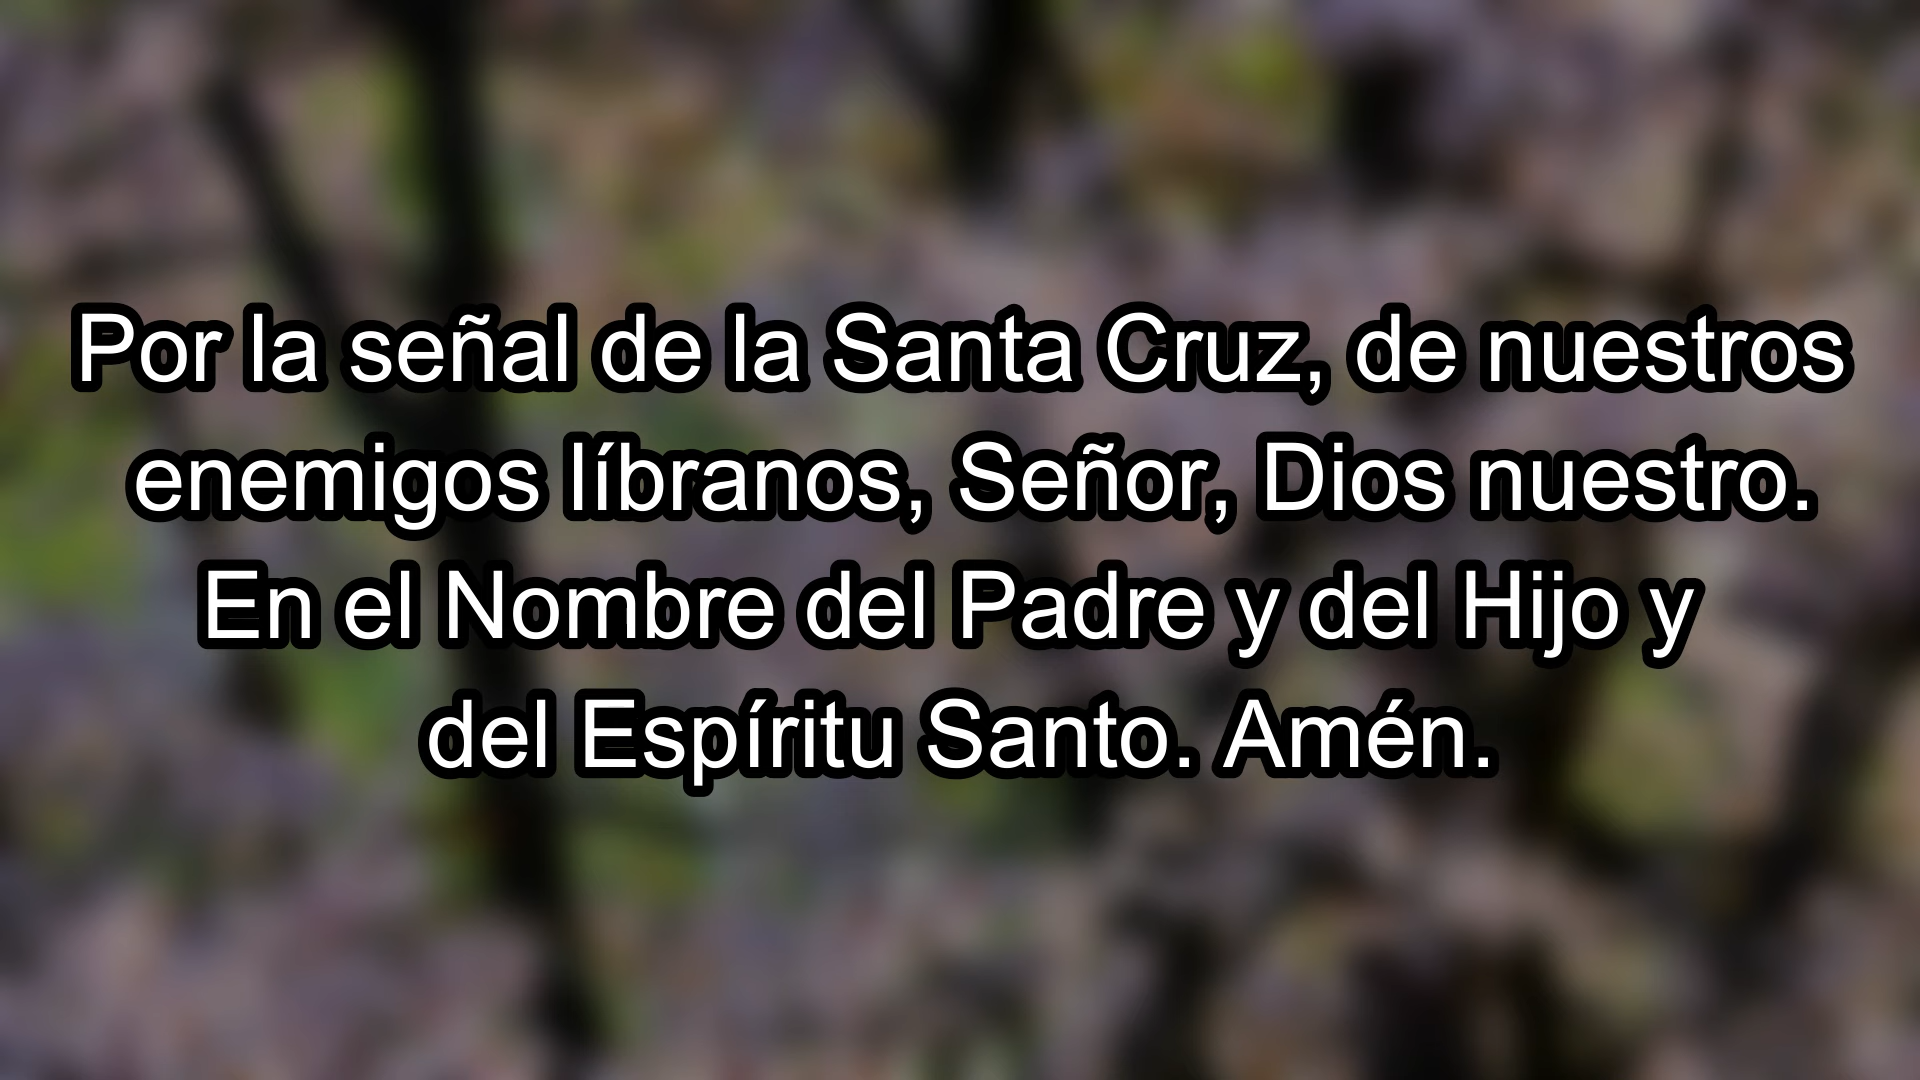 Por la señal de la Santa Cruz, de nuestros
enemigos líbranos, Señor, Dios nuestro.
En el Nombre del Padre y del Hijo y
del Espíritu Santo. Amén.